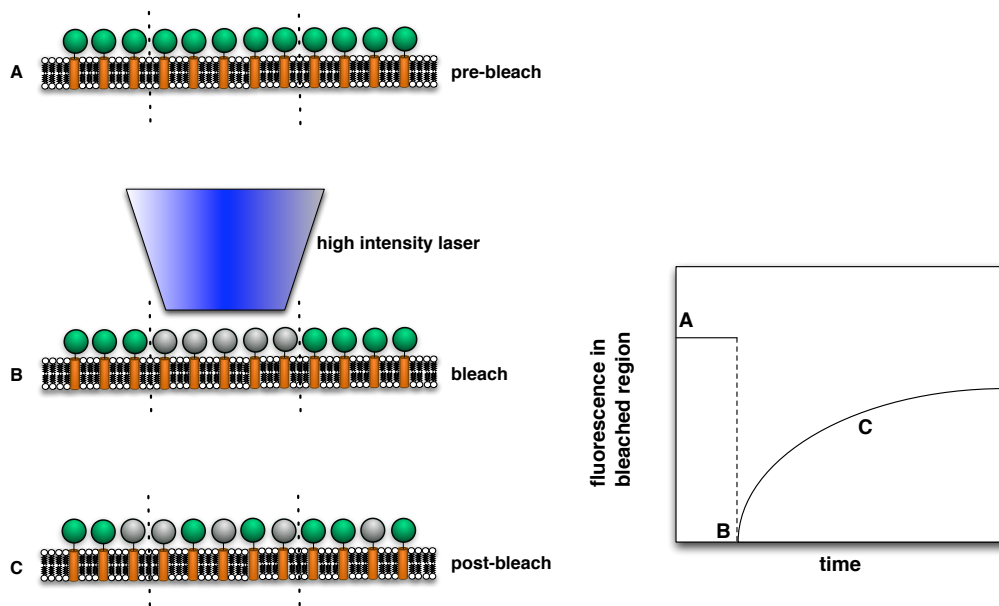 A
pre-bleach
high intensity laser
B
bleach
C
post-bleach
fluorescence in
bleached region
A
C
B
time